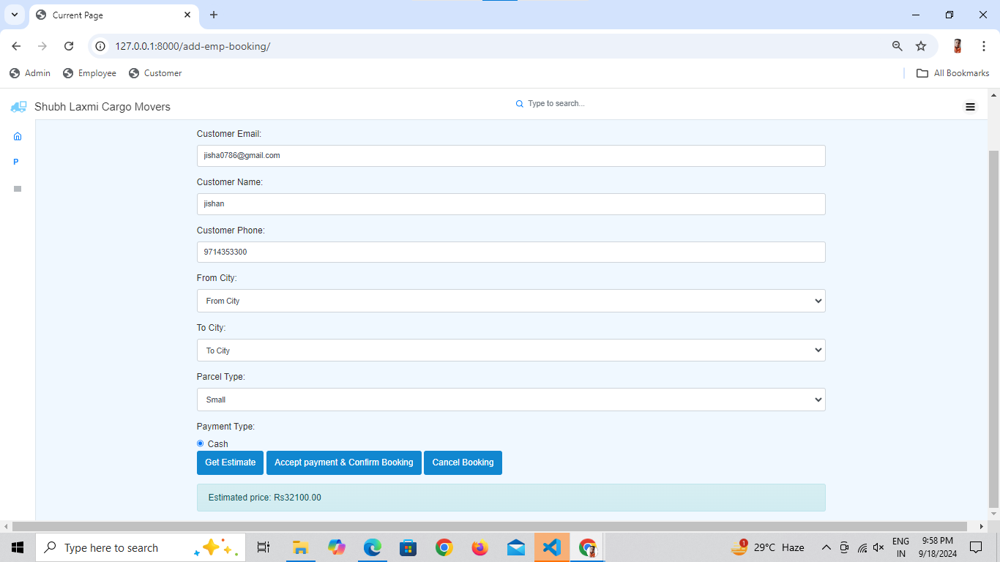 Current Page
127.0.0.1:8000/add-emp-booking/
Admin Employee Customer All Bookmarks
Shubh Laxmi Cargo Movers Type to search...
P
Customer Email:
jisha0786@gmail.com
Customer Name:
jishan
Customer Phone:
9714353300
From City:
From City
To City:
To City
Parcel Type:
Small
Payment Type:
Cash
Get Estimate Accept payment & Confirm Booking Cancel Booking
Estimated price: Rs32100.00
Type here to search 1 29°C Haze ENG 9:58 PM
IN 9/18/2024